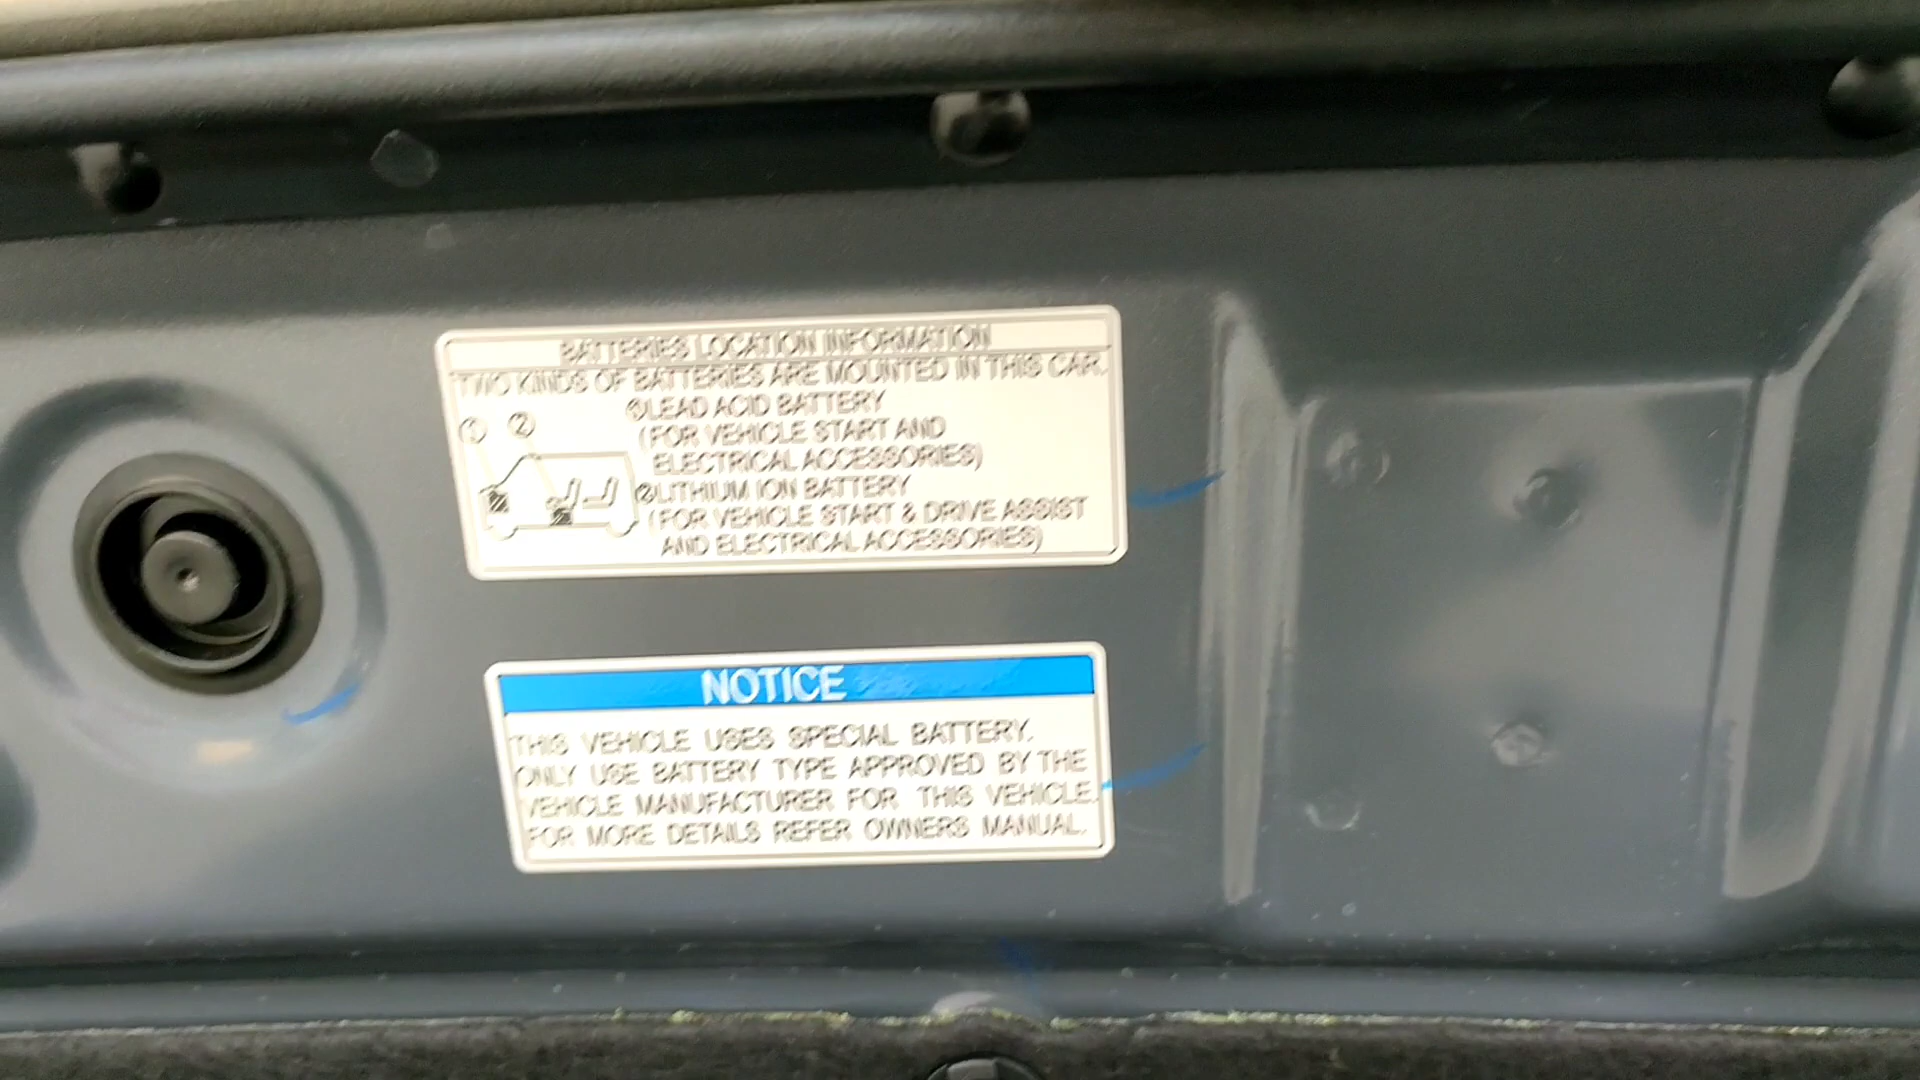 BATTERIES LOCATION INFORMATION
TWO KINDS OF BATTERIES ARE MOUNTED IN THIS CAR.
① ②
①LEAD ACID BATTERY
(FOR VEHICLE START AND
ELECTRICAL ACCESSORIES)
②LITHIUM ION BATTERY
(FOR VEHICLE START & DRIVE ASSIST
AND ELECTRICAL ACCESSORIES)
NOTICE
THIS VEHICLE USES SPECIAL BATTERY.
ONLY USE BATTERY TYPE APPROVED BY THE
VEHICLE MANUFACTURER FOR THIS VEHICLE.
FOR MORE DETAILS REFER OWNERS MANUAL.